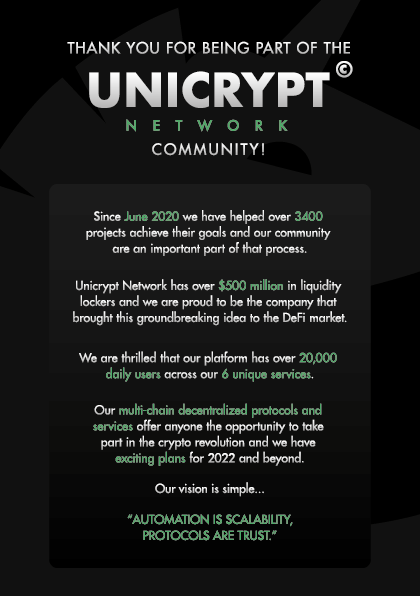 THANK YOU FOR BEING PART OF THE
UNICRYPT©
NETWORK
COMMUNITY!
Since June 2020 we have helped over 3400
projects achieve their goals and our community
are an important part of that process.
Unicrypt Network has over $500 million in liquidity
lockers and we are proud to be the company that
brought this groundbreaking idea to the DeFi market.
We are thrilled that our platform has over 20,000
daily users across our 6 unique services.
Our multi-chain decentralized protocols and
services offer anyone the opportunity to take
part in the crypto revolution and we have
exciting plans for 2022 and beyond.
Our vision is simple...
“AUTOMATION IS SCALABILITY,
PROTOCOLS ARE TRUST.”